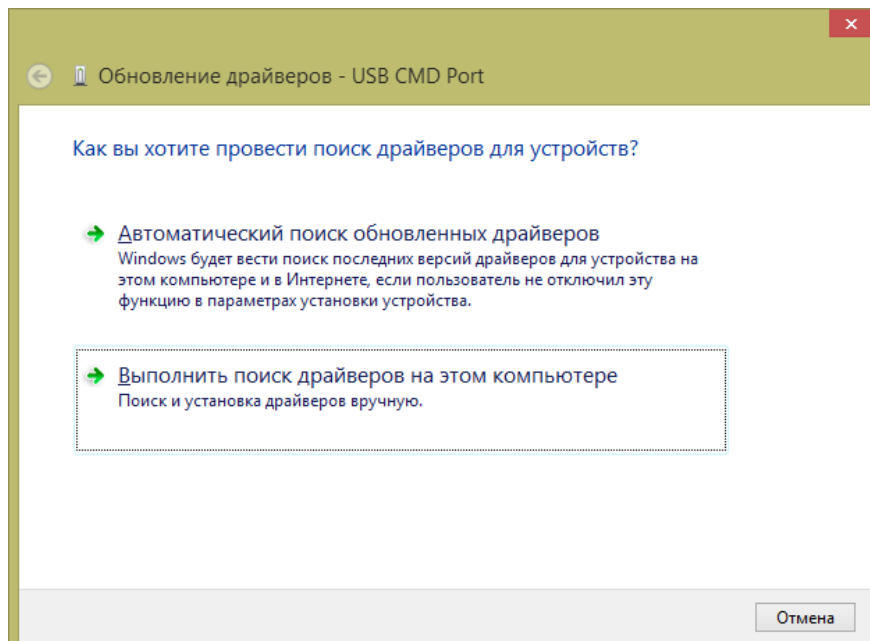 Обновление драйверов - USB CMD Port
Как вы хотите провести поиск драйверов для устройств?
Автоматический поиск обновленных драйверов
Windows будет вести поиск последних версий драйверов для устройства на
этом компьютере и в Интернете, если пользователь не отключил эту
функцию в параметрах установки устройства.
Выполнить поиск драйверов на этом компьютере
Поиск и установка драйверов вручную.
Отмена